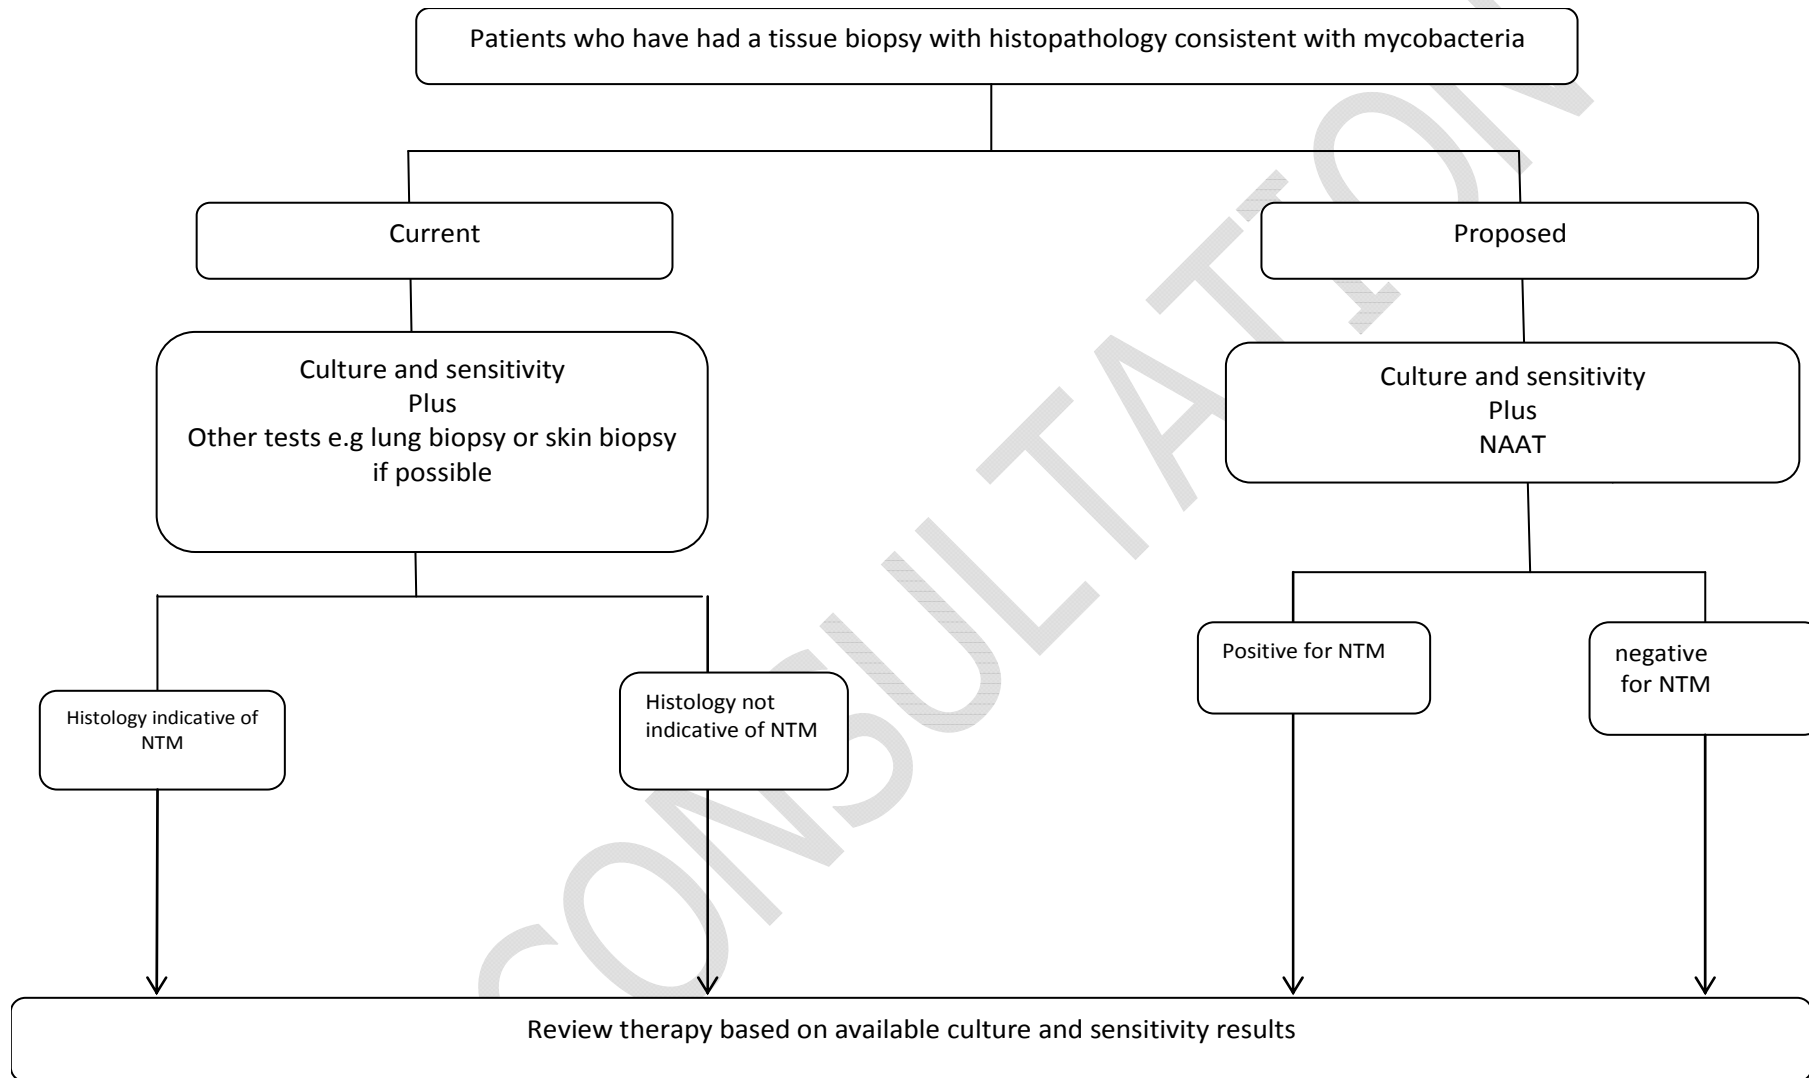 Patients who have had a tissue biopsy with histopathology consistent with mycobacteria
Current
Proposed
Culture and sensitivity
Plus
Other tests e.g lung biopsy or skin biopsy
if possible
Culture and sensitivity
Plus
NAAT
Histology indicative of
NTM
Histology not
indicative of NTM
Positive for NTM
negative
for NTM
Review therapy based on available culture and sensitivity results
CONSULTATION